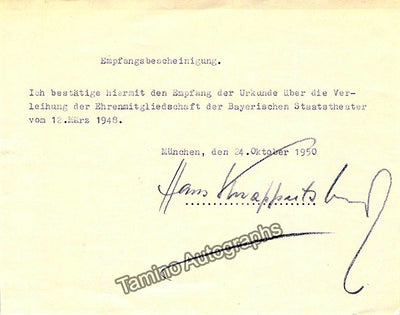 Empfangsbescheinigung.
Ich bestätige hiermit den Empfang der Urkunde über die Ver-
leihung der Ehrenmitgliedschaft der Bayerischen Staatstheater
vom 12.März 1948.
München, den 24.Oktober 1950
Hans Knappertsbusch
Tamino Autographs